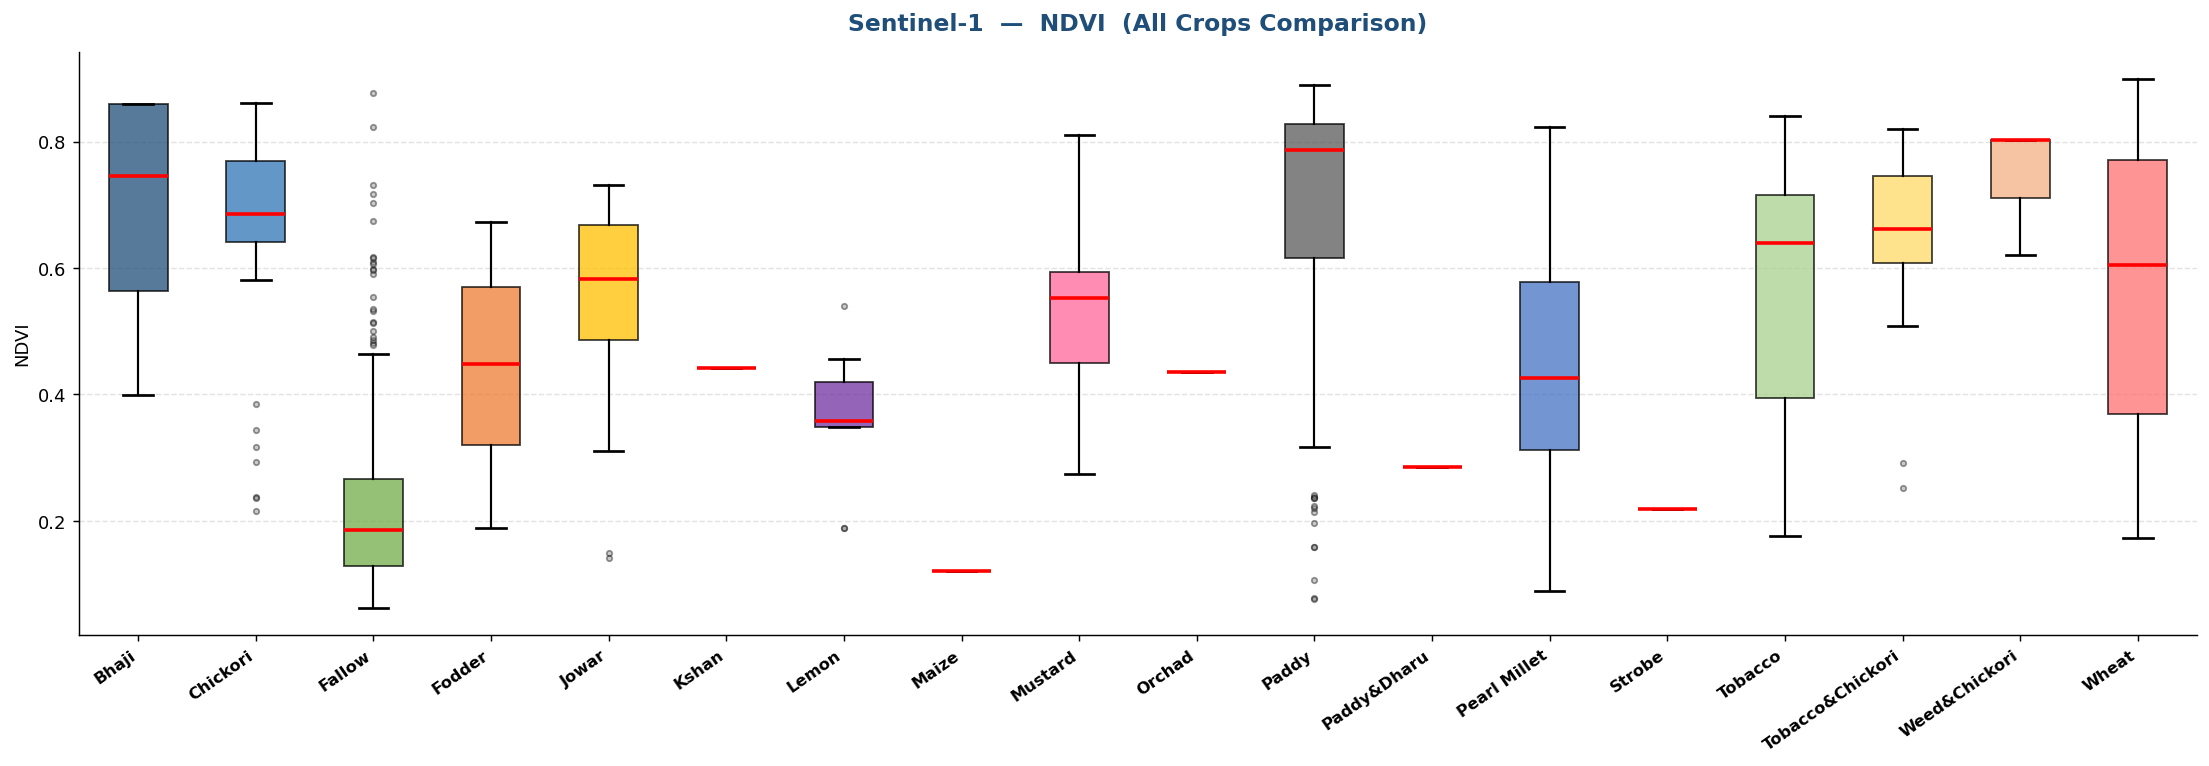 Sentinel-1 — NDVI (All Crops Comparison)
NDVI
0.8
0.6
0.4
0.2
Bhaji
Chickori
Fallow
Fodder
Jowar
Kshan
Lemon
Maize
Mustard
Orchad
Paddy
Paddy&Dharu
Pearl Millet
Strobe
Tobacco
Tobacco&Chickori
Weed&Chickori
Wheat